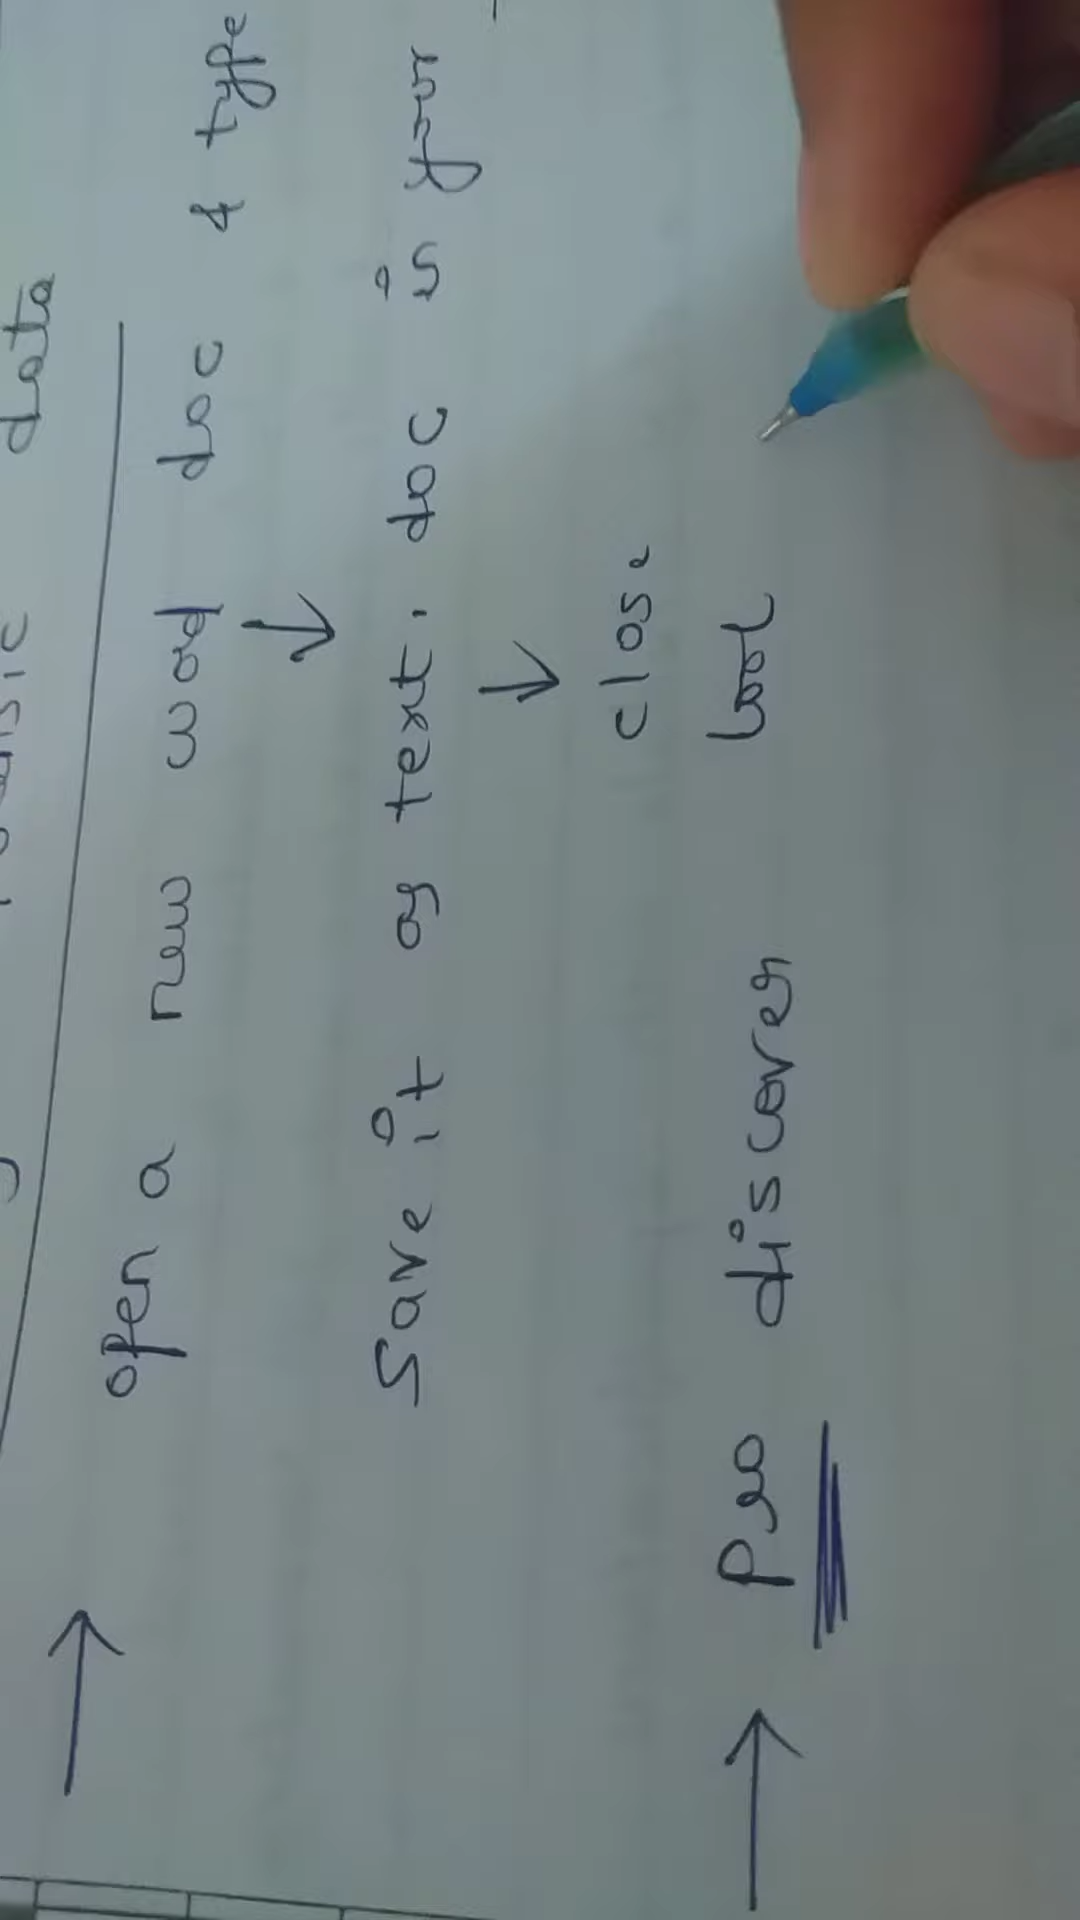 data
→ open a new word doc & type
↓
Save it as text. doc in your
↓
close
→ Pro discover tool